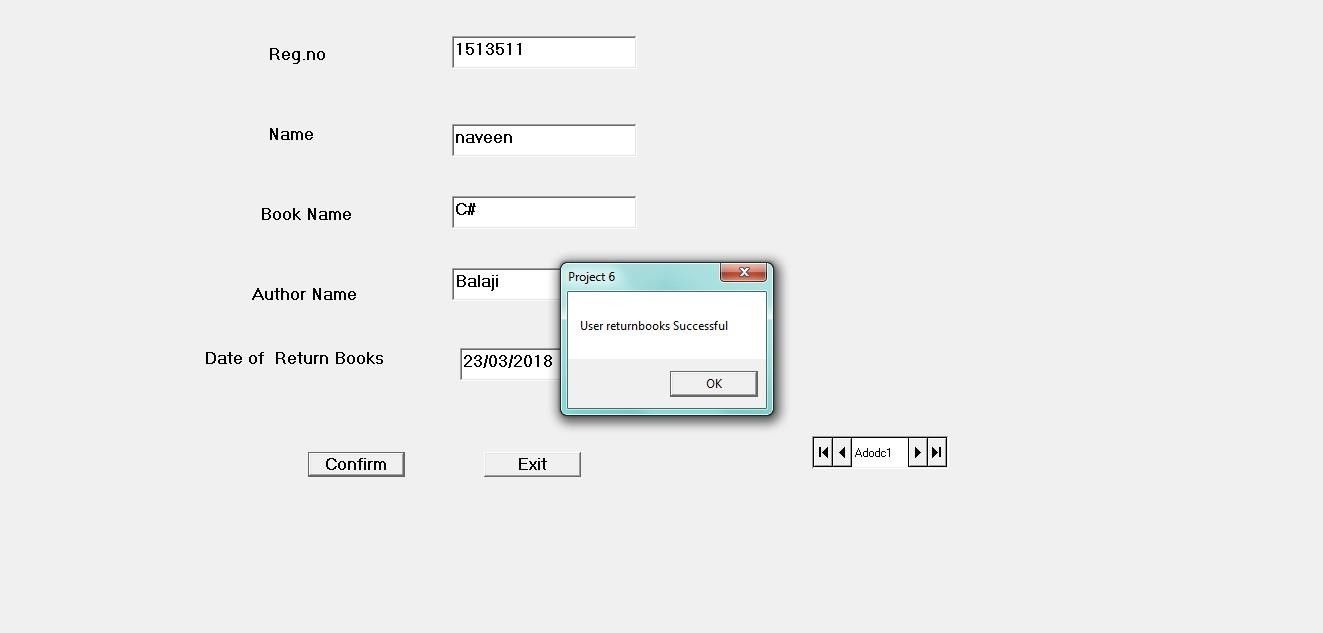 Reg.no 1513511
Name naveen
Book Name C#
Author Name Balaji
Date of Return Books 23/03/2018
Project 6
User returnbooks Successful
OK
Confirm Exit Adodc1